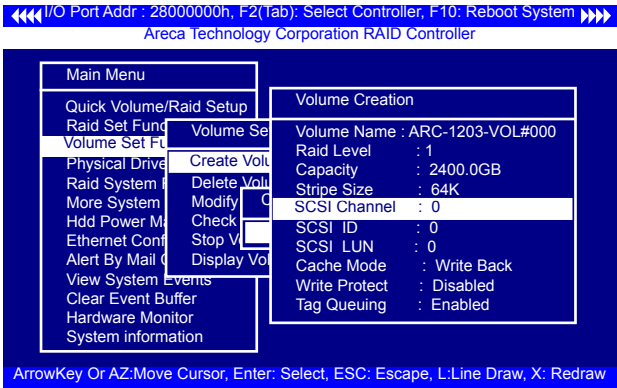 I/O Port Addr : 28000000h, F2(Tab): Select Controller, F10: Reboot System
Areca Technology Corporation RAID Controller
Main Menu
Quick Volume/Raid Setup
Raid Set Func
Volume Set Fu
Physical Drive
Raid System F
More System
Hdd Power Ma
Ethernet Conf
Alert By Mail C
View System Events
Clear Event Buffer
Hardware Monitor
System information
Volume Se
Create Volu
Delete Volu
Modify
Check
Stop V
Display Vol
C
Volume Creation
Volume Name : ARC-1203-VOL#000
Raid Level : 1
Capacity : 2400.0GB
Stripe Size : 64K
SCSI Channel : 0
SCSI ID : 0
SCSI LUN : 0
Cache Mode : Write Back
Write Protect : Disabled
Tag Queuing : Enabled
ArrowKey Or AZ:Move Cursor, Enter: Select, ESC: Escape, L:Line Draw, X: Redraw